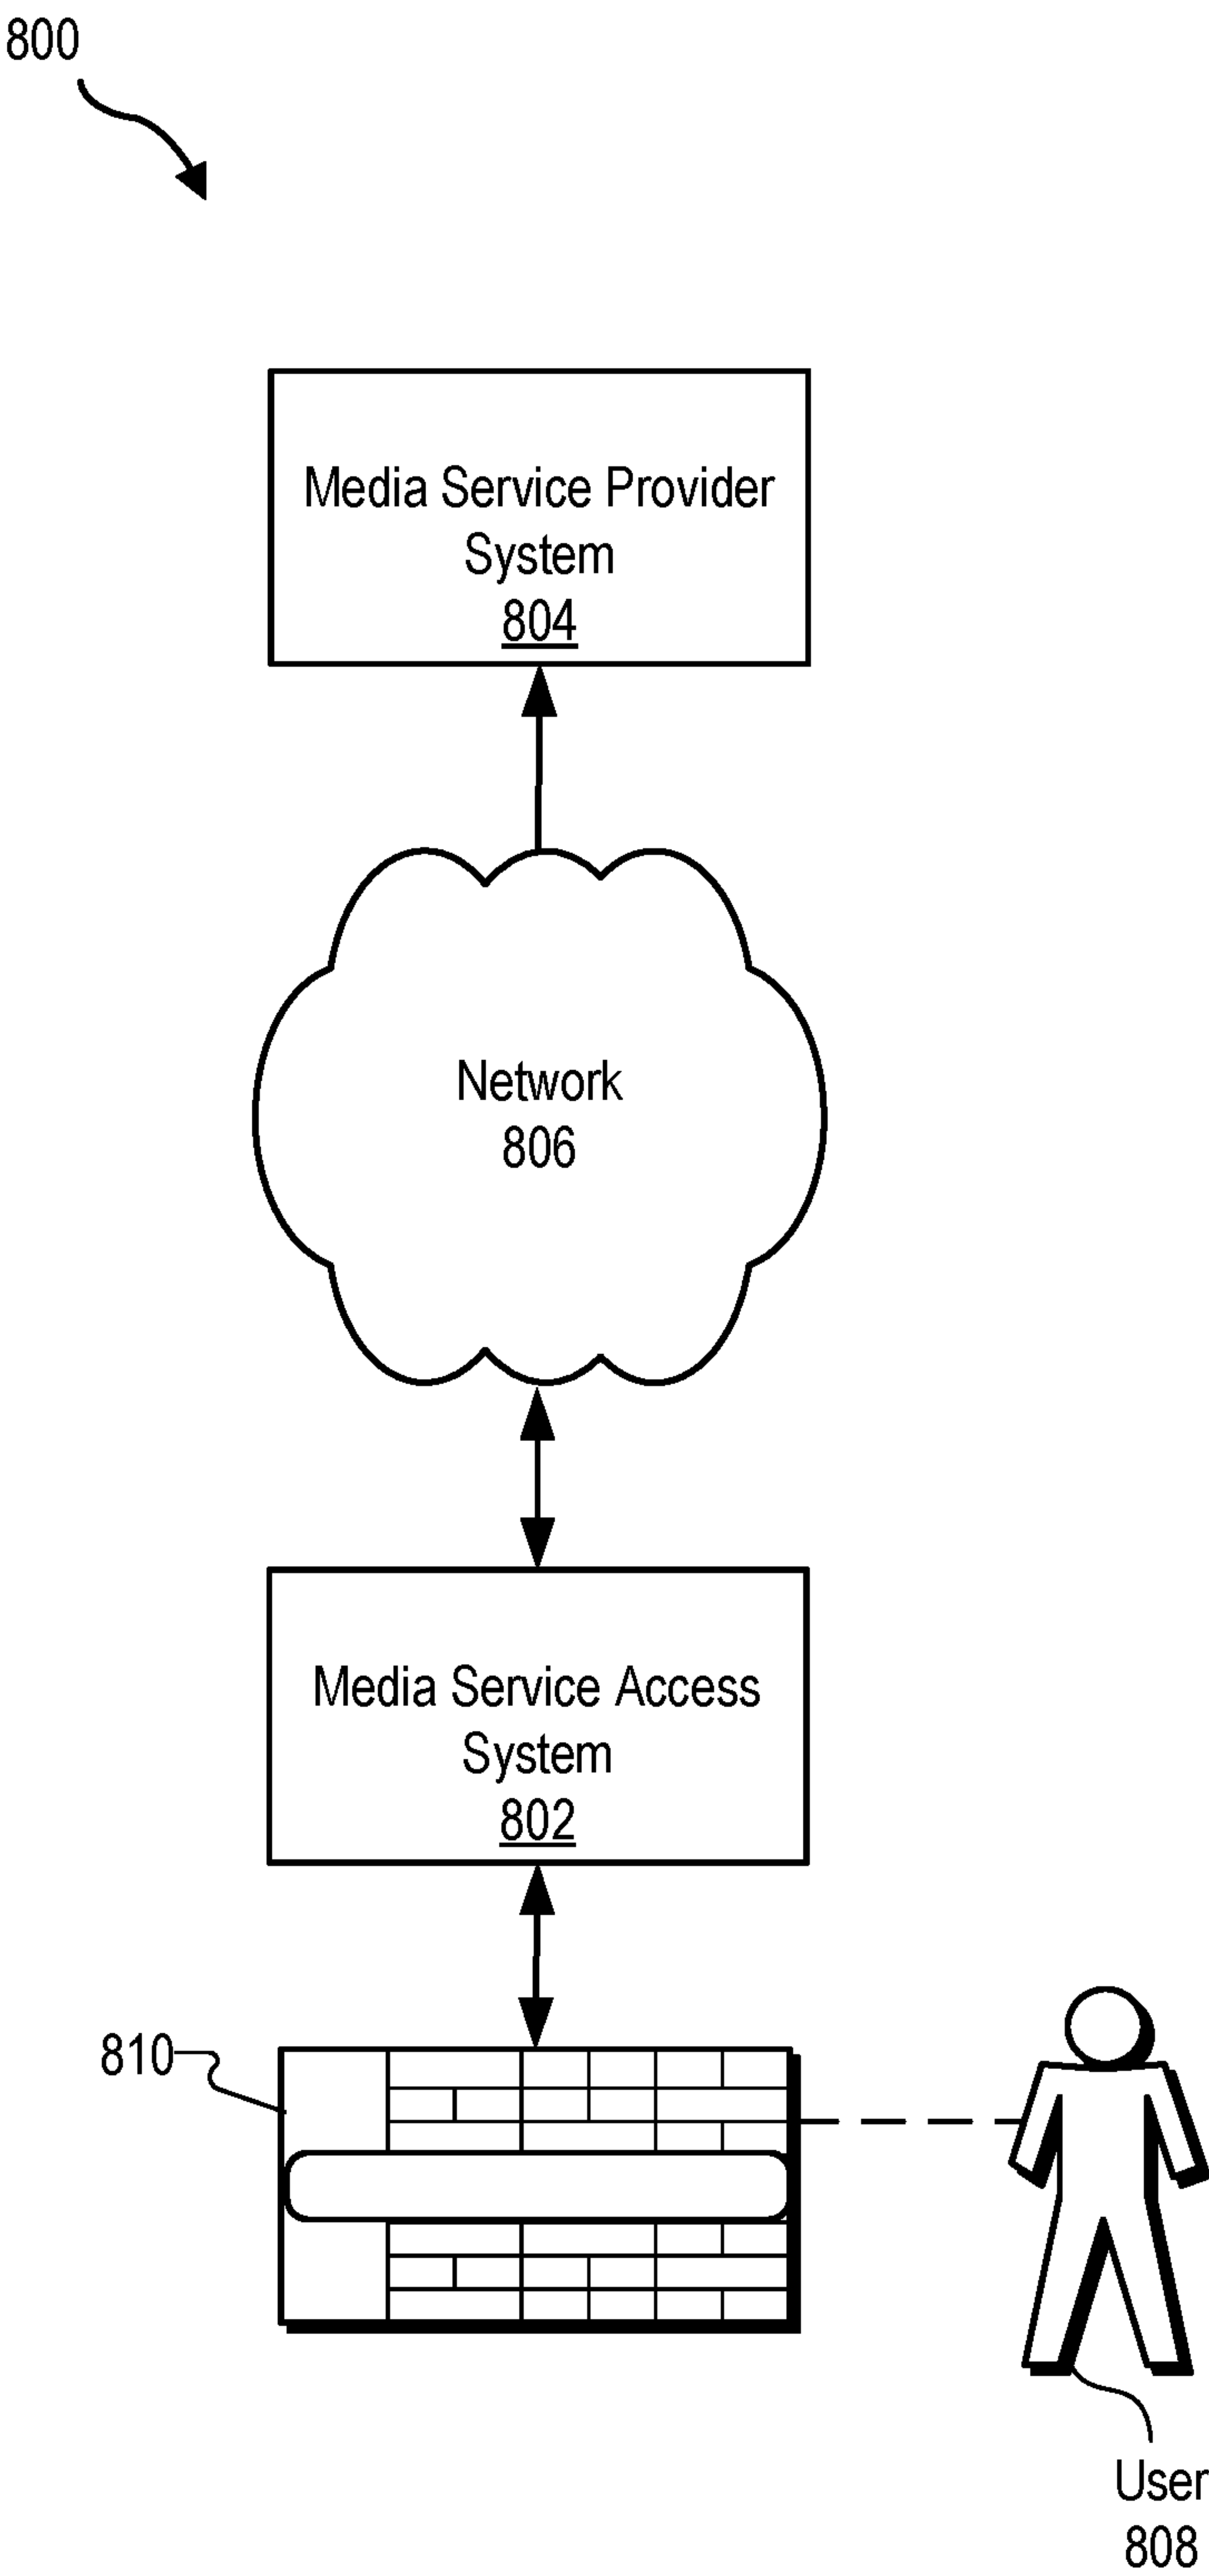 800
Media Service Provider
System
804
Network
806
Media Service Access
System
802
810
User
808